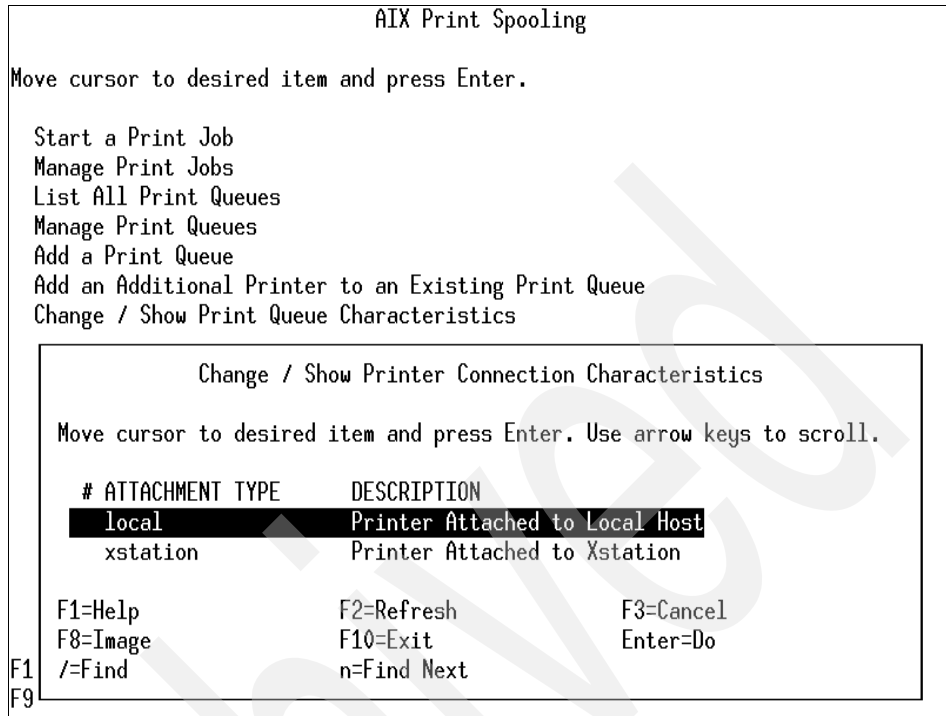 AIX Print Spooling
Move cursor to desired item and press Enter.
Start a Print Job
Manage Print Jobs
List All Print Queues
Manage Print Queues
Add a Print Queue
Add an Additional Printer to an Existing Print Queue
Change / Show Print Queue Characteristics
Change / Show Printer Connection Characteristics
Move cursor to desired item and press Enter. Use arrow keys to scroll.
# ATTACHMENT TYPE DESCRIPTION
local Printer Attached to Local Host
xstation Printer Attached to Xstation
F1=Help F2=Refresh F3=Cancel
F8=Image F10=Exit Enter=Do
F1 /=Find n=Find Next
F9